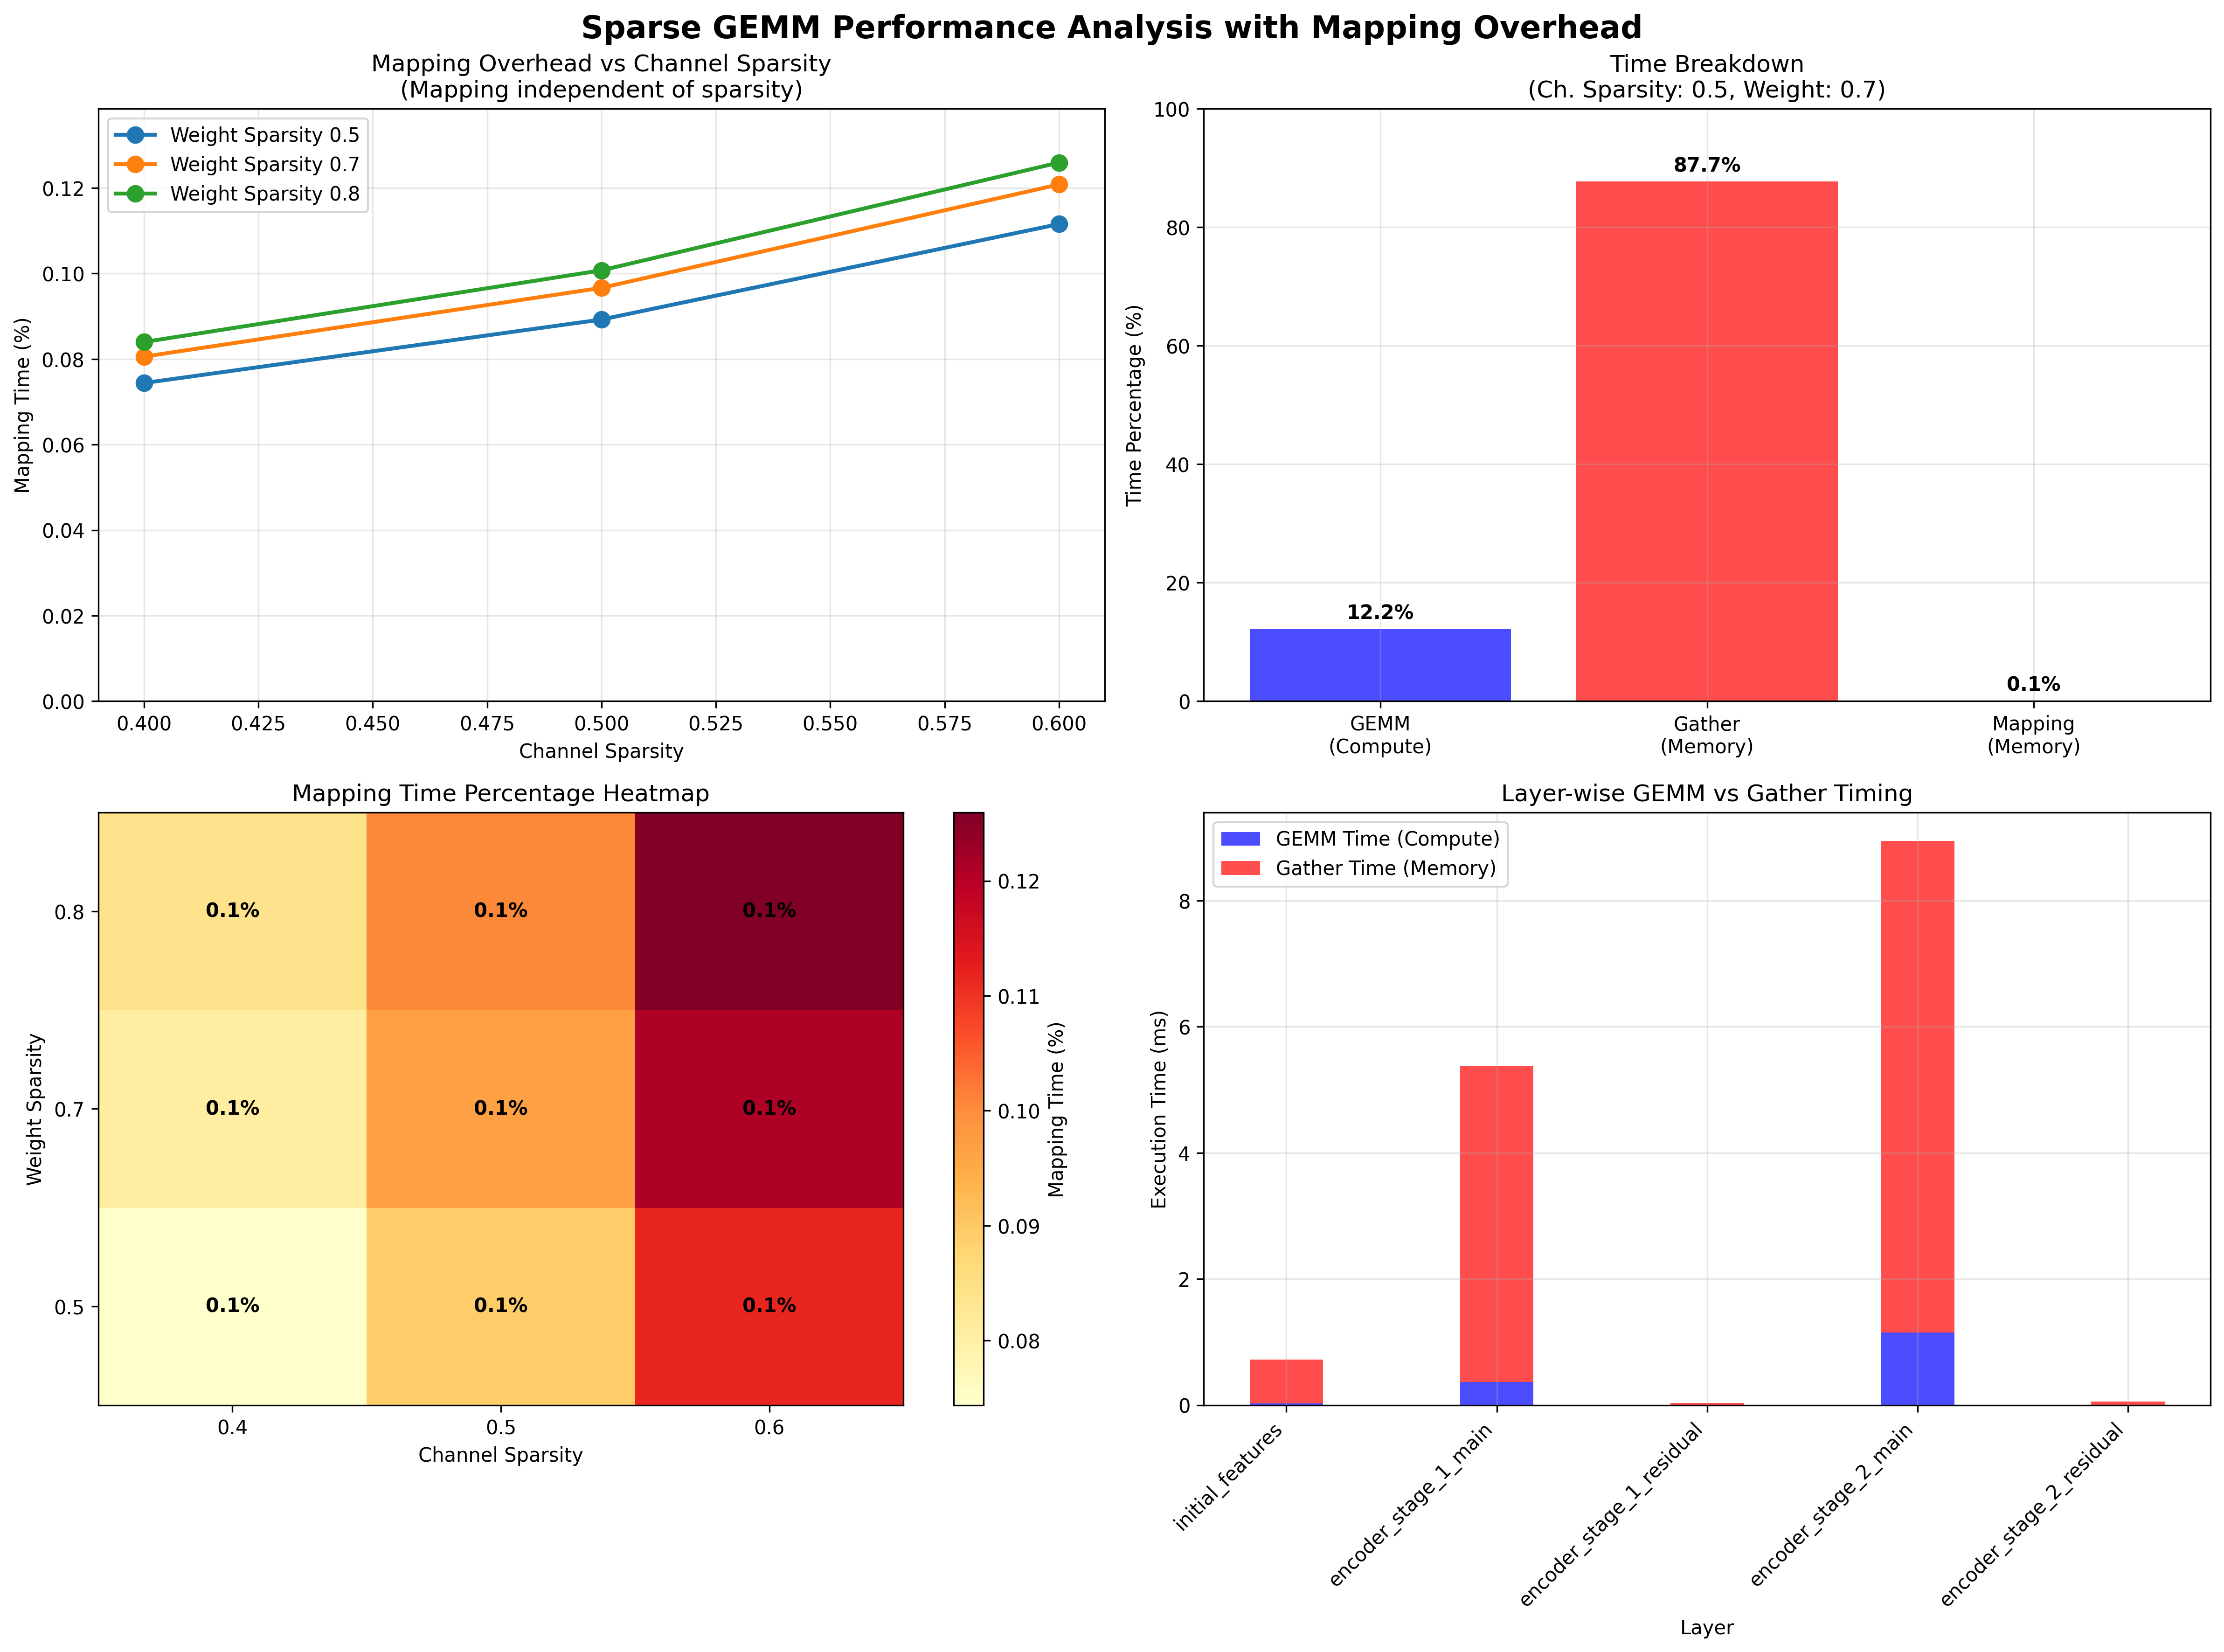 Sparse GEMM Performance Analysis with Mapping Overhead
Mapping Overhead vs Channel Sparsity
(Mapping independent of sparsity)
Weight Sparsity 0.5
Weight Sparsity 0.7
Weight Sparsity 0.8
Mapping Time (%)
0.12
0.10
0.08
0.06
0.04
0.02
0.00
0.400 0.425 0.450 0.475 0.500 0.525 0.550 0.575 0.600
Channel Sparsity
Time Breakdown
(Ch. Sparsity: 0.5, Weight: 0.7)
Time Percentage (%)
100
80
60
40
20
0
12.2%
87.7%
0.1%
GEMM
(Compute)
Gather
(Memory)
Mapping
(Memory)
Mapping Time Percentage Heatmap
Weight Sparsity
0.8
0.7
0.5
0.1% 0.1% 0.1%
0.1% 0.1% 0.1%
0.1% 0.1% 0.1%
0.4 0.5 0.6
Channel Sparsity
0.12
0.11
0.10
0.09
0.08
Mapping Time (%)
Layer-wise GEMM vs Gather Timing
GEMM Time (Compute)
Gather Time (Memory)
Execution Time (ms)
8
6
4
2
0
initial_features
encoder_stage_1_main
encoder_stage_1_residual
encoder_stage_2_main
encoder_stage_2_residual
Layer